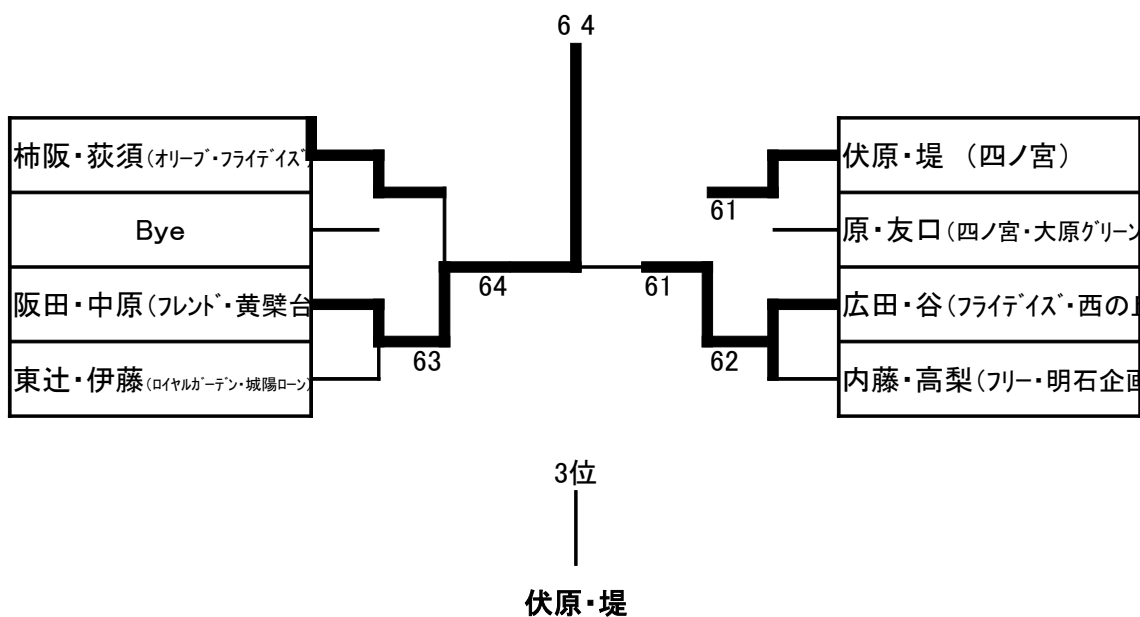 6 4
柿阪・荻須(オリーブ・フライデイズ)
伏原・堤 (四ノ宮)
61
Bye
原・友口(四ノ宮・大原グリーン
64
61
阪田・中原(フレンド・黄檗台
広田・谷(フライデイズ・西の
63
62
東辻・伊藤(ロイヤルガーデン・城陽ローン)
内藤・高梨(フリー・明石企画
3位
伏原・堤